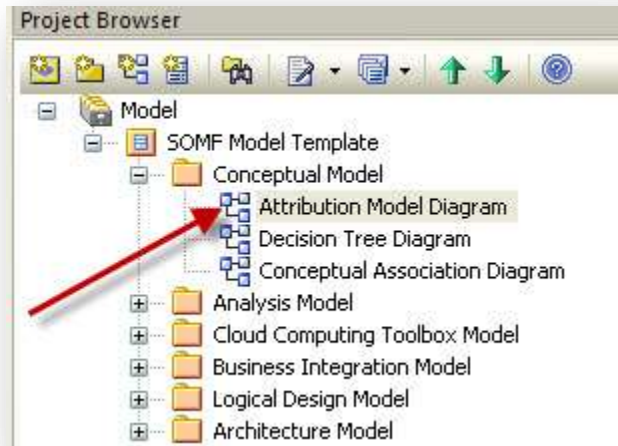 Project Browser
Model
SOMF Model Template
Conceptual Model
Attribution Model Diagram
Decision Tree Diagram
Conceptual Association Diagram
Analysis Model
Cloud Computing Toolbox Model
Business Integration Model
Logical Design Model
Architecture Model